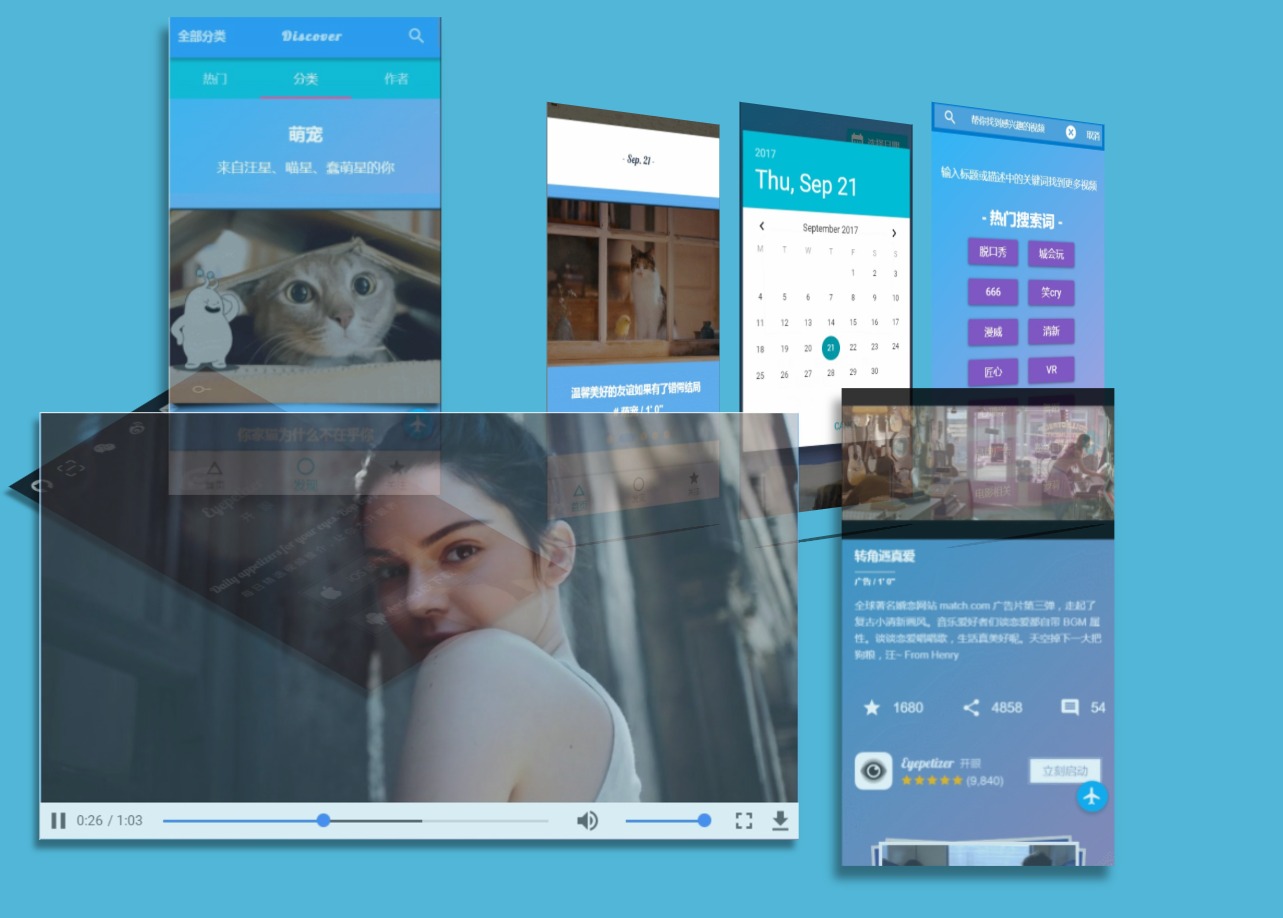 全部分类
Discover
热门
分类
作者
萌宠
来自汪星、喵星、蠢萌星的你
你家猫为什么不在乎你
发现
- Sep. 21 -
温馨美好的友谊如果有了错带结局
# 萌宠 / 1' 0"
2017
Thu, Sep 21
September 2017
M T W T F S S
1 2 3
4 5 6 7 8 9 10
11 12 13 14 15 16 17
18 19 20 21 22 23 24
25 26 27 28 29 30
帮你找到感兴趣的视频
取消
输入标题或描述中的关键词找到更多视频
- 热门搜索词 -
脱口秀
城会玩
666
笑cry
漫威
清新
匠心
VR
Daily appetizers for your eyes
0:26 / 1:03
转角遇真爱
广告 / 1' 0"
全球著名婚恋网站 match.com 广告片第三弹，走起了
复古小清新画风。音乐爱好者们谈恋爱都自带 BGM 属
性。谈谈恋爱唱唱歌，生活真美好呢。天空掉下一大把
狗粮，汪~ From Henry
1680
4858
54
Eyepetizer 开眼
(9,840)
立刻启动